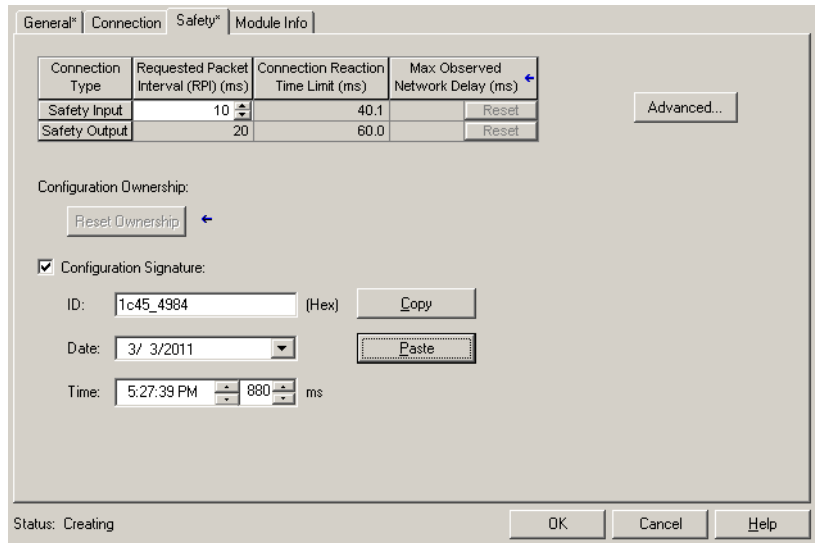 General* Connection Safety* Module Info
Connection Type Requested Packet Interval (RPI) (ms) Connection Reaction Time Limit (ms) Max Observed Network Delay (ms)
Safety Input 10 40.1 Reset
Safety Output 20 60.0 Reset
Advanced...
Configuration Ownership:
Reset Ownership
Configuration Signature:
ID: 1c45_4984 (Hex) Copy
Date: 3/ 3/2011 Paste
Time: 5:27:39 PM 880 ms
Status: Creating OK Cancel Help